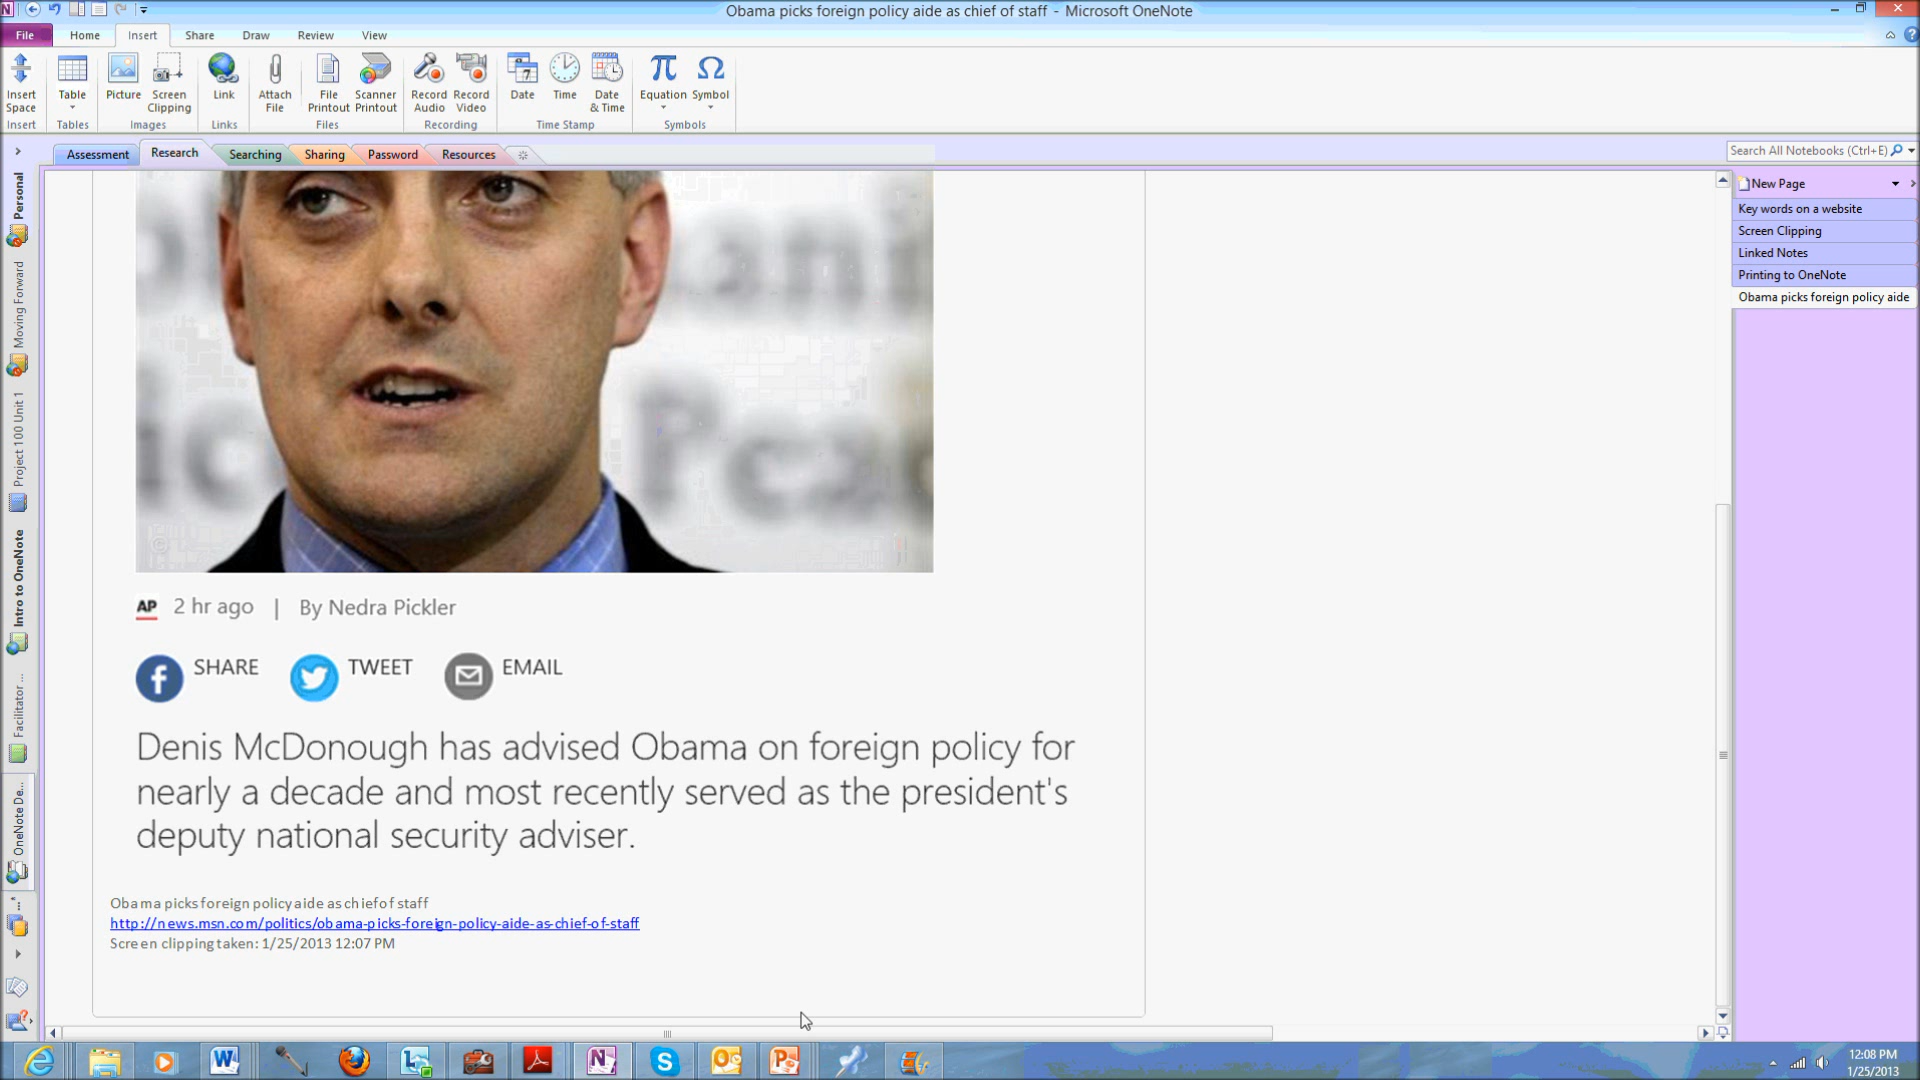 Obama picks foreign policy aide as chief of staff - Microsoft OneNote
File Home Insert Share Draw Review View
Insert Space Table Picture Screen Clipping Link Attach File File Printout Scanner Printout Record Audio Record Video Date Time Date & Time Equation Symbol
Insert Tables Images Links Files Recording Time Stamp Symbols
Assessment Research Searching Sharing Password Resources
Search All Notebooks (Ctrl+E)
New Page
Key words on a website
Screen Clipping
Linked Notes
Printing to OneNote
Obama picks foreign policy aide
Personal
Moving Forward
Project 100 Unit 1
Intro to OneNote
Facilitator ...
OneNote De...
AP 2 hr ago | By Nedra Pickler
SHARE TWEET EMAIL
Denis McDonough has advised Obama on foreign policy for
nearly a decade and most recently served as the president's
deputy national security adviser.
Obama picks foreign policy aide as chief of staff
http://news.msn.com/politics/obama-picks-foreign-policy-aide-as-chief-of-staff
Screen clipping taken: 1/25/2013 12:07 PM
12:08 PM
1/25/2013